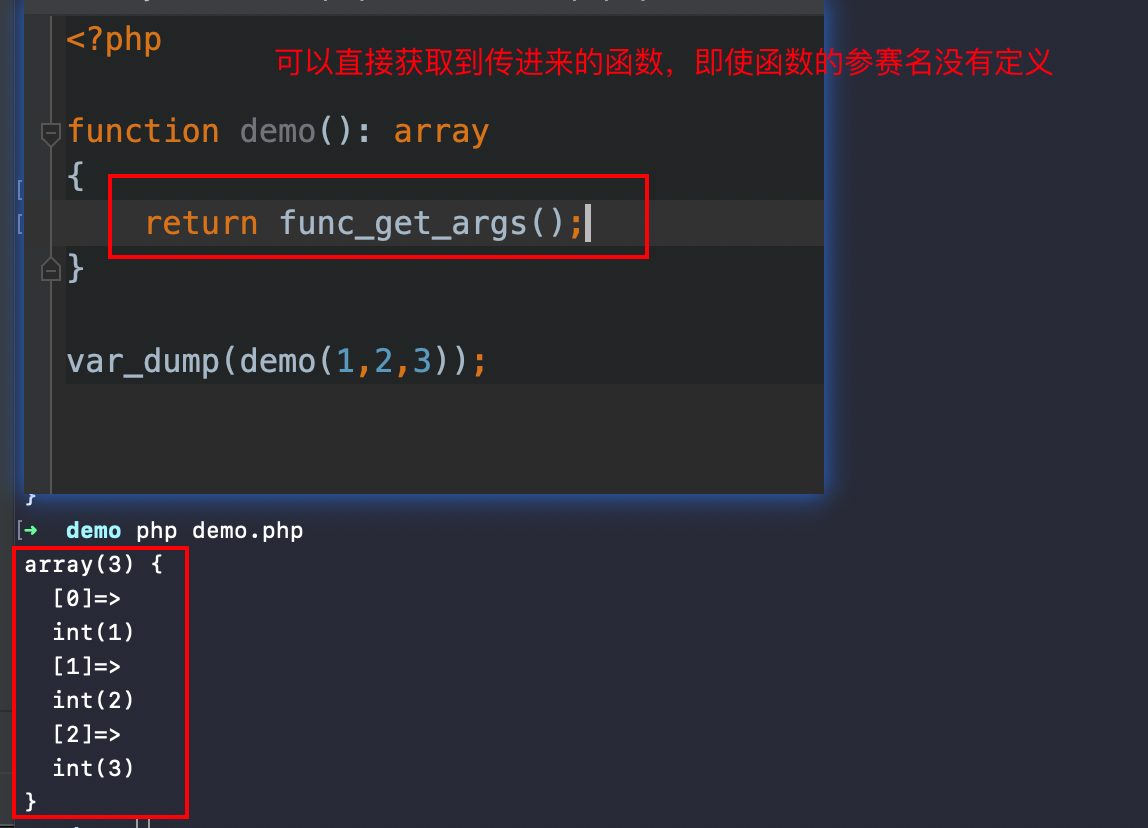 <?php
可以直接获取到传进来的函数，即使函数的参赛名没有定义
function demo(): array
{
return func_get_args();
}
var_dump(demo(1,2,3));
}
[➜ demo php demo.php
array(3) {
[0]=>
int(1)
[1]=>
int(2)
[2]=>
int(3)
}